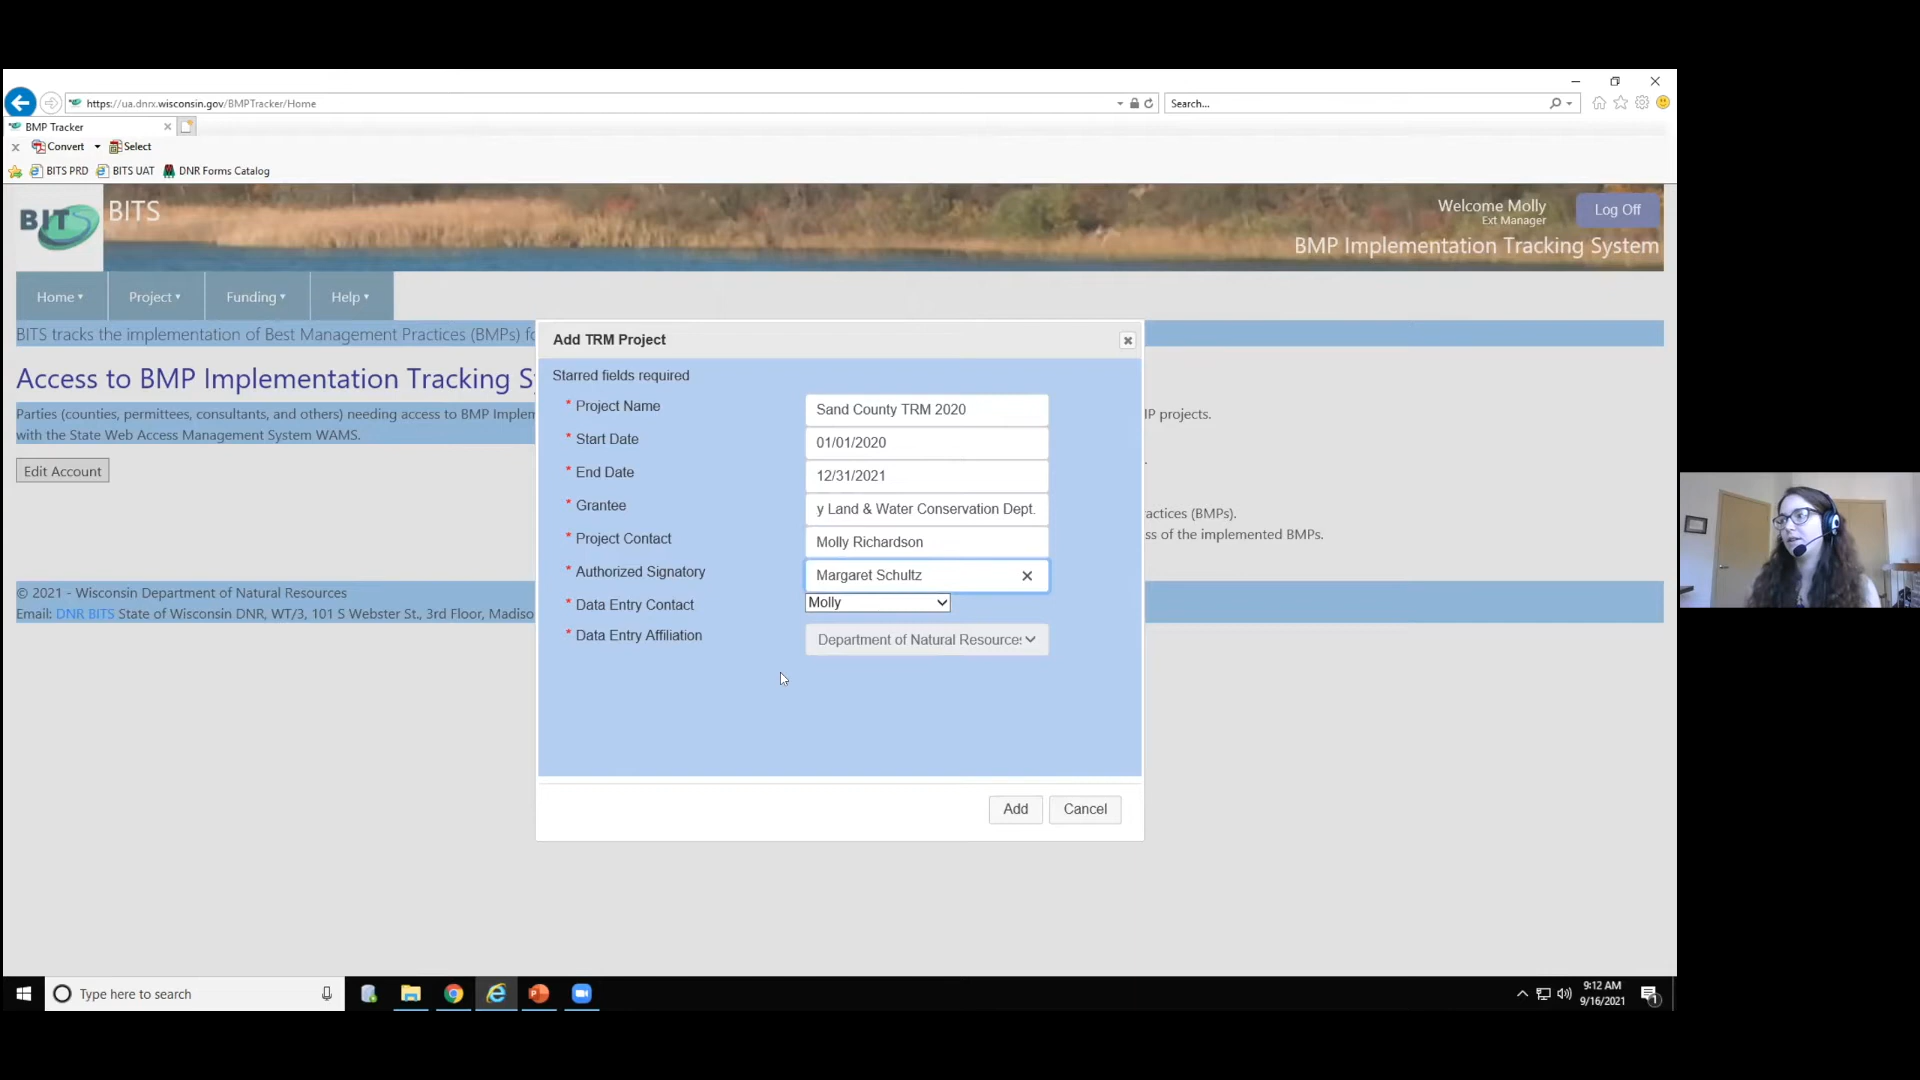 https://ua.dnrx.wisconsin.gov/BMPTracker/Home
Search...
BMP Tracker
Convert
Select
BITS PRD
BITS UAT
DNR Forms Catalog
BITS
BITS
Welcome Molly
Ext Manager
Log Off
BMP Implementation Tracking System
Home
Project
Funding
Help
BITS tracks the implementation of Best Management Practices (BMPs) fo
Access to BMP Implementation Tracking S
Parties (counties, permittees, consultants, and others) needing access to BMP Implem
IP projects.
with the State Web Access Management System WAMS.
Edit Account
actices (BMPs).
ss of the implemented BMPs.
© 2021 - Wisconsin Department of Natural Resources
Email: DNR BITS State of Wisconsin DNR, WT/3, 101 S Webster St., 3rd Floor, Madiso
Add TRM Project
Starred fields required
* Project Name
Sand County TRM 2020
* Start Date
01/01/2020
* End Date
12/31/2021
* Grantee
y Land & Water Conservation Dept.
* Project Contact
Molly Richardson
* Authorized Signatory
Margaret Schultz
* Data Entry Contact
Molly
* Data Entry Affiliation
Department of Natural Resources
Add
Cancel
Type here to search
9:12 AM
9/16/2021
1